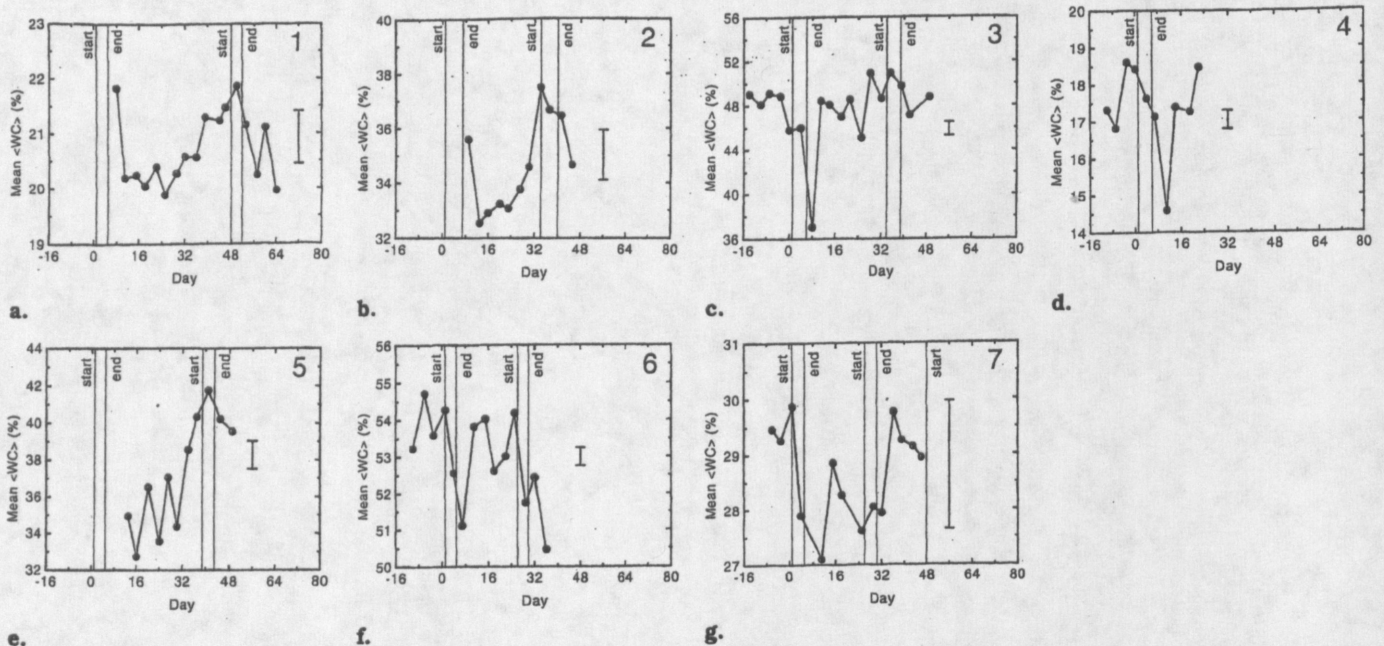 1
start end start end
Mean <WC> (%)
23
22
21
20
19
-16 0 16 32 48 64 80
Day
a.
2
start end start end
Mean <WC> (%)
40
38
36
34
32
-16 0 16 32 48 64 80
Day
b.
3
start end start end
Mean <WC> (%)
56
52
48
44
40
36
-16 0 16 32 48 64 80
Day
c.
4
start end
Mean <WC> (%)
20
19
18
17
16
15
14
-16 0 16 32 48 64 80
Day
d.
5
start end start end
Mean <WC> (%)
44
42
40
38
36
34
32
-16 0 16 32 48 64 80
Day
e.
6
start end start end
Mean <WC> (%)
56
55
54
53
52
51
50
-16 0 16 32 48 64 80
Day
f.
7
start end start end start
Mean <WC> (%)
31
30
29
28
27
-16 0 16 32 48 64 80
Day
g.